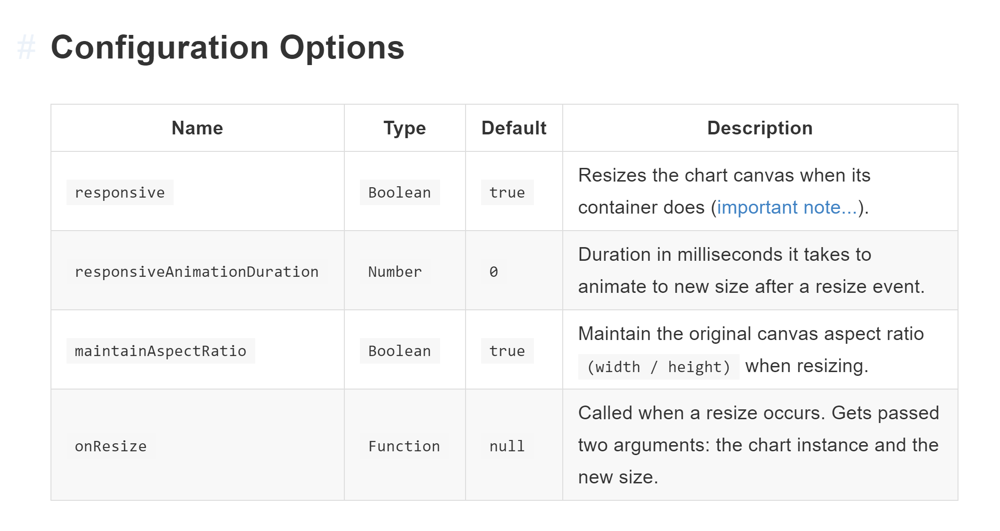 # Configuration Options
Name Type Default Description
responsive Boolean true Resizes the chart canvas when its
container does (important note...).
responsiveAnimationDuration Number 0 Duration in milliseconds it takes to
animate to new size after a resize event.
maintainAspectRatio Boolean true Maintain the original canvas aspect ratio
(width / height) when resizing.
onResize Function null Called when a resize occurs. Gets passed
two arguments: the chart instance and the
new size.